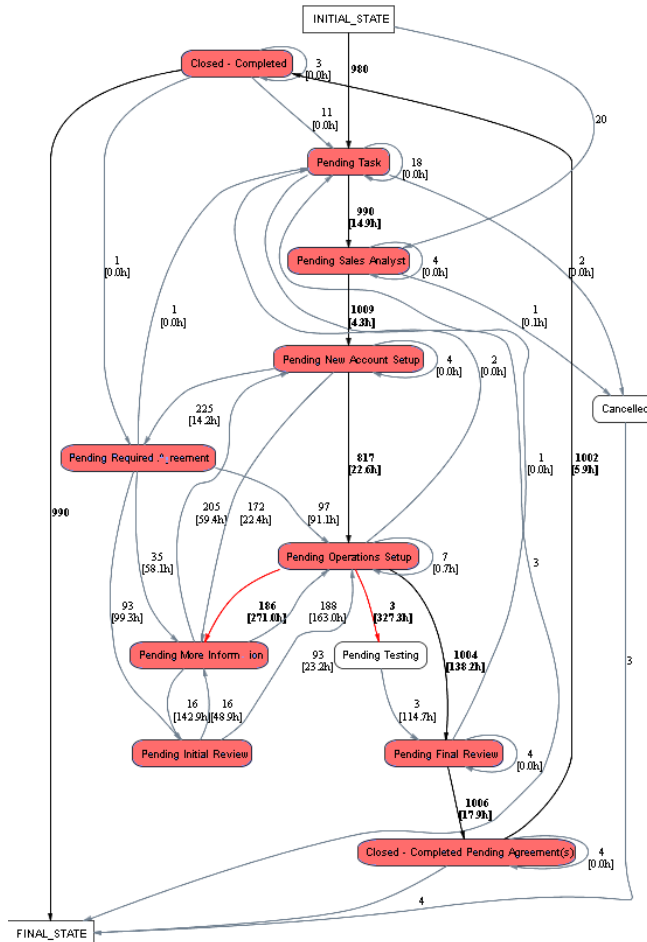 INITIAL_STATE
3
[0.0h]
Closed - Completed
980
11
[0.0h]
20
Pending Task
18
[0.0h]
990
[14.9h]
Pending Sales Analyst
4
[0.0h]
1
[0.0h]
2
[0.0h]
1
[0.0h]
1009
[4.3h]
1
[0.1h]
Pending New Account Setup
4
[0.0h]
2
[0.0h]
Cancelled
225
[14.2h]
Pending Required
reement
817
[22.6h]
1
[0.0h]
1002
[5.9h]
205
[59.4h]
172
[22.4h]
97
[91.1h]
990
35
[58.1h]
Pending Operations Setup
7
[0.7h]
3
93
[99.3h]
186
[271.0h]
188
[163.0h]
3
[327.3h]
Pending More Inform ion
93
[23.2h]
Pending Testing
1004
[138.2h]
3
16
[142.9h]
16
[48.9h]
3
[114.7h]
Pending Initial Review
Pending Final Review
4
[0.0h]
1006
[17.9h]
Closed - Completed Pending Agreement(s)
4
[0.0h]
4
FINAL_STATE